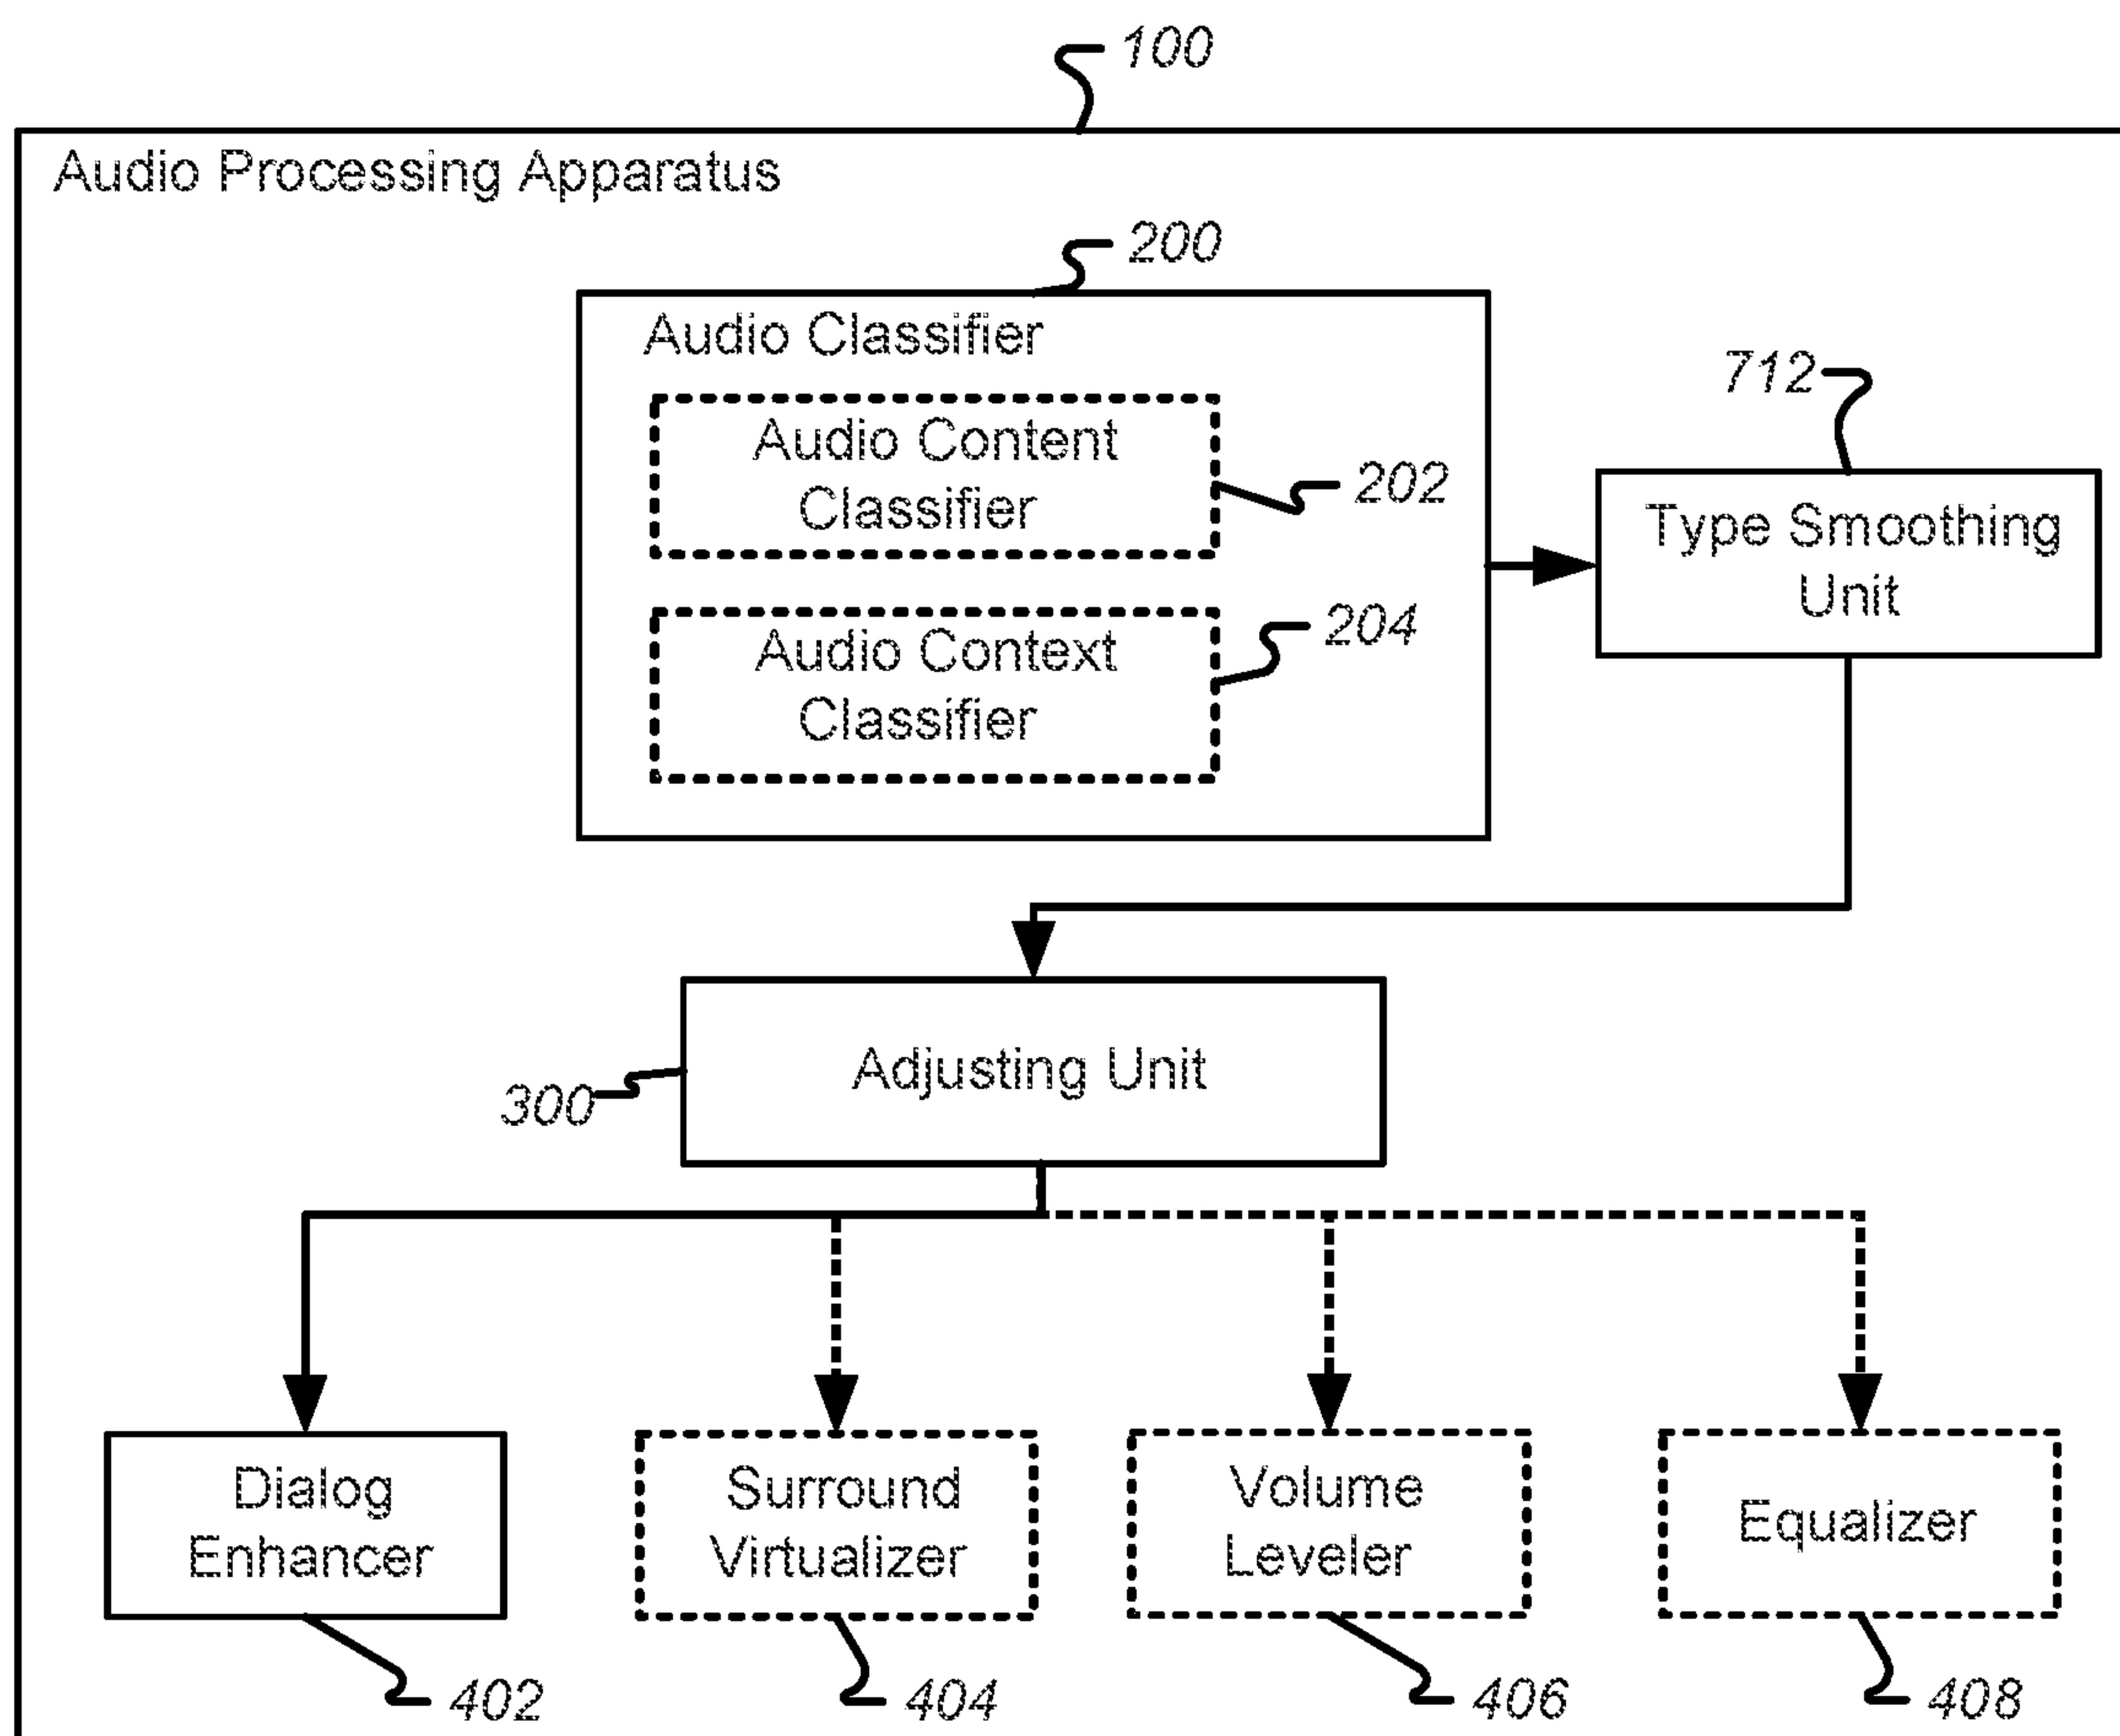 100
Audio Processing Apparatus
200
Audio Classifier
712
Audio Content
Classifier
202
Type Smoothing
Unit
204
Audio Context
Classifier
Adjusting Unit
300
Dialog
Enhancer
Surround
Virtualizer
Volume
Leveler
Equalizer
402
404
406
408